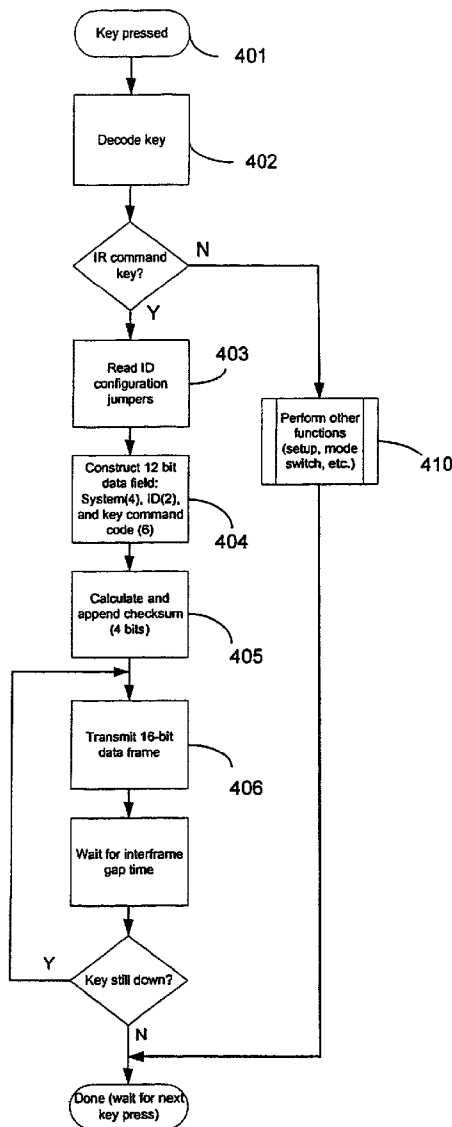 Key pressed
401
Decode key
402
IR command
key?
N
Y
Read ID
configuration
jumpers
403
Perform other
functions
(setup, mode
switch, etc.)
410
Construct 12 bit
data field:
System(4), ID(2),
and key command
code (6)
404
Calculate and
append checksum
(4 bits)
405
Transmit 16-bit
data frame
406
Wait for interframe
gap time
Y
Key still down?
N
Done (wait for next
key press)